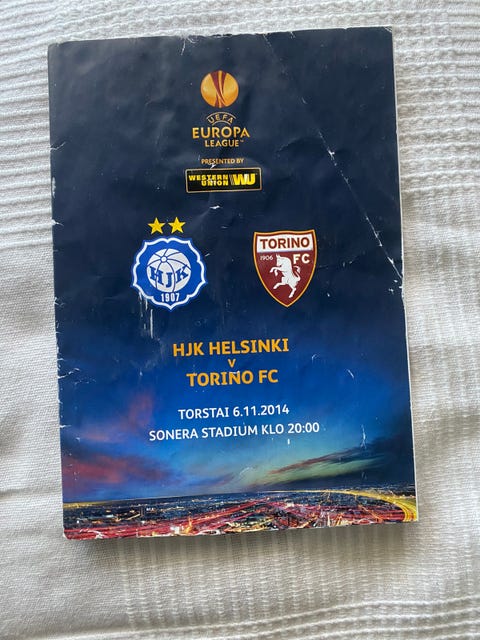 UEFA
EUROPA
LEAGUE™
PRESENTED BY
WESTERN
UNION WU
HJK
1907
TORINO
1906 FC
HJK HELSINKI
v
TORINO FC
TORSTAI 6.11.2014
SONERA STADIUM KLO 20:00